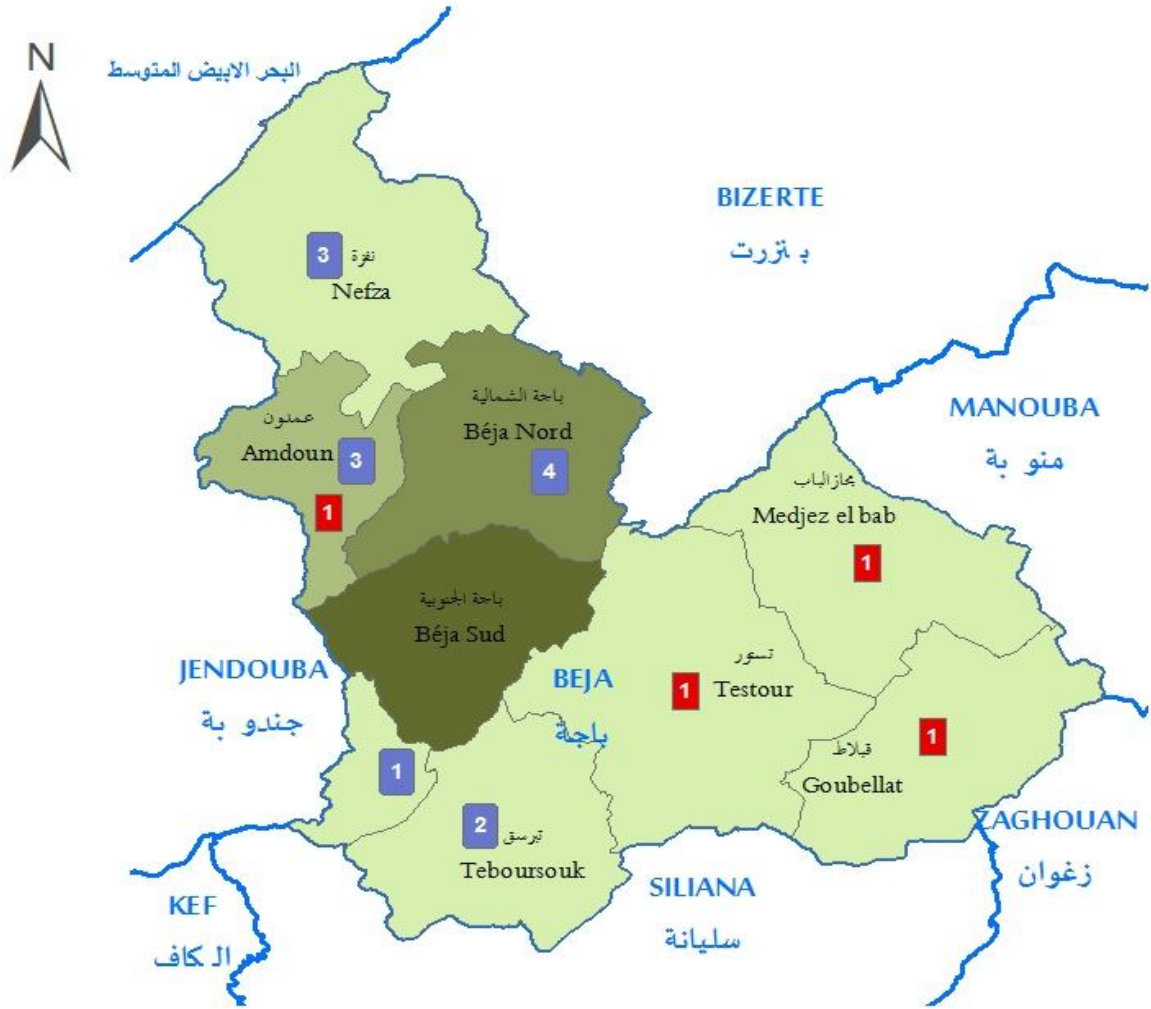 N
البحر الابيض المتوسط
BIZERTE
بنزرت
3
نفزة
Nefza
MANOUBA
منوبة
باجة الشمالية
Béja Nord
4
عمدون
Amdoun
3
1
مجاز الباب
Medjez el bab
1
باجة الجنوبية
Béja Sud
JENDOUBA
جندوبة
BEJA
باجة
تستور
Testour
1
قبلاط
Goubellat
1
1
2
تبرسق
Teboursouk
ZAGHOUAN
زغوان
SILIANA
سليانة
KEF
الكاف